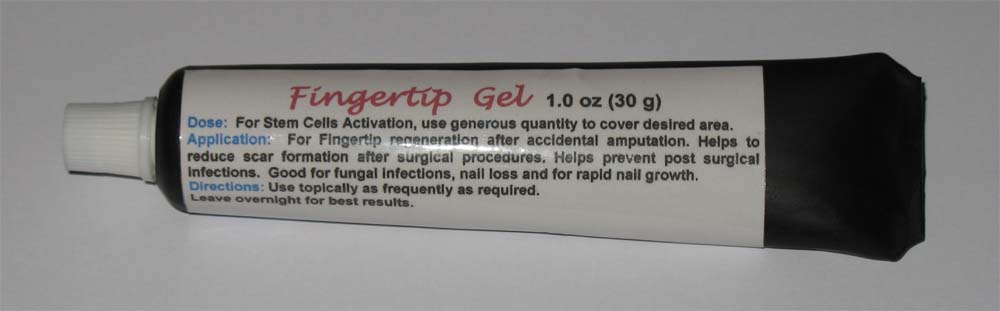 Fingertip Gel 1.0 oz (30 g)
Dose: For Stem Cells Activation, use generous quantity to cover desired area.
Application: For Fingertip regeneration after accidental amputation. Helps to
reduce scar formation after surgical procedures. Helps prevent post surgical
infections. Good for fungal infections, nail loss and for rapid nail growth.
Directions: Use topically as frequently as required.
Leave overnight for best results.